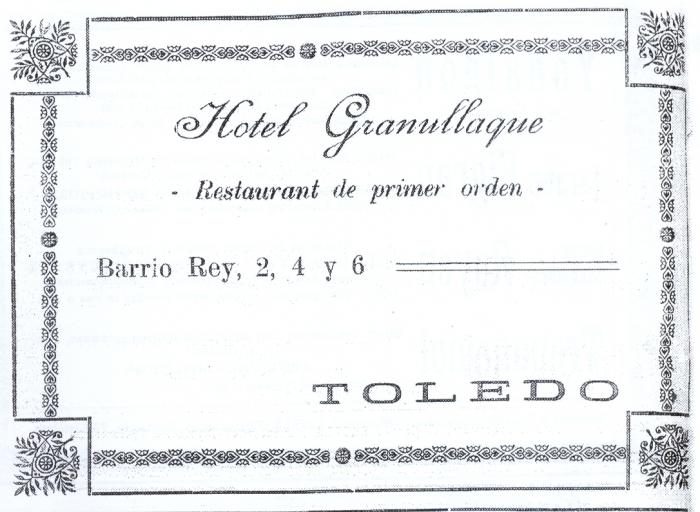 Hotel Granullaque
- Restaurant de primer orden -
Barrio Rey, 2, 4 y 6
TOLEDO